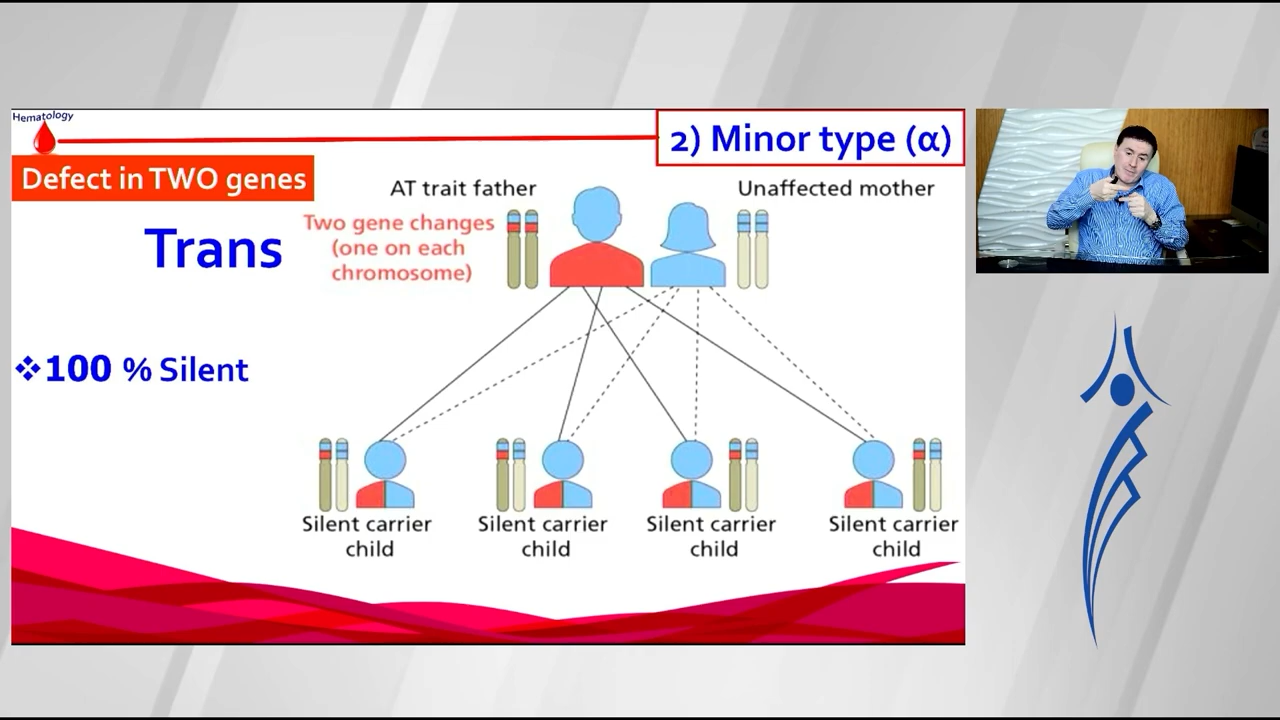 Hematology
2) Minor type (α)
Defect in TWO genes
AT trait father
Unaffected mother
Trans
Two gene changes
(one on each
chromosome)
❖100 % Silent
Silent carrier
child
Silent carrier
child
Silent carrier
child
Silent carrier
child